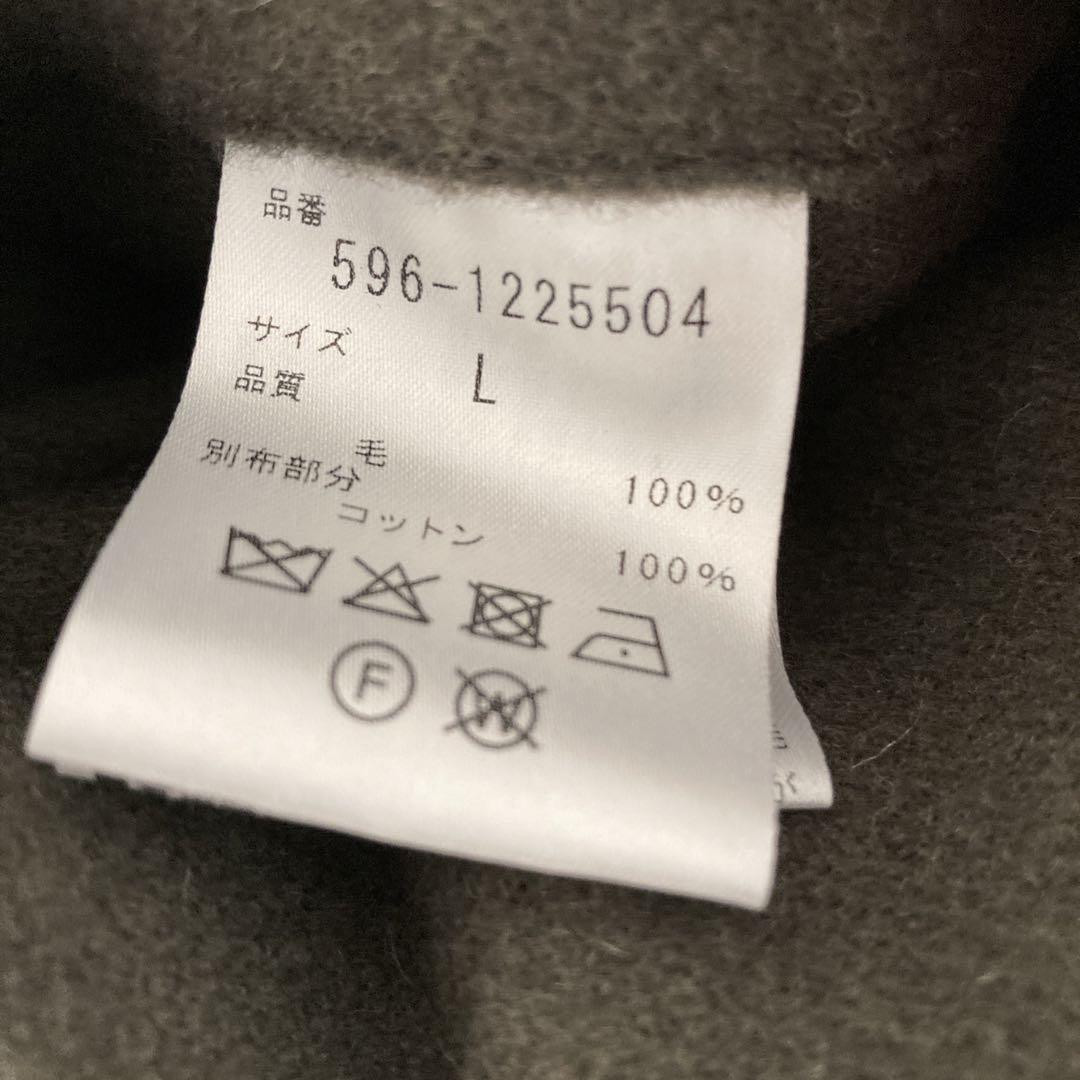 品番
596-1225504
サイズ L
品質
毛 100%
別布部分
コットン 100%
F W